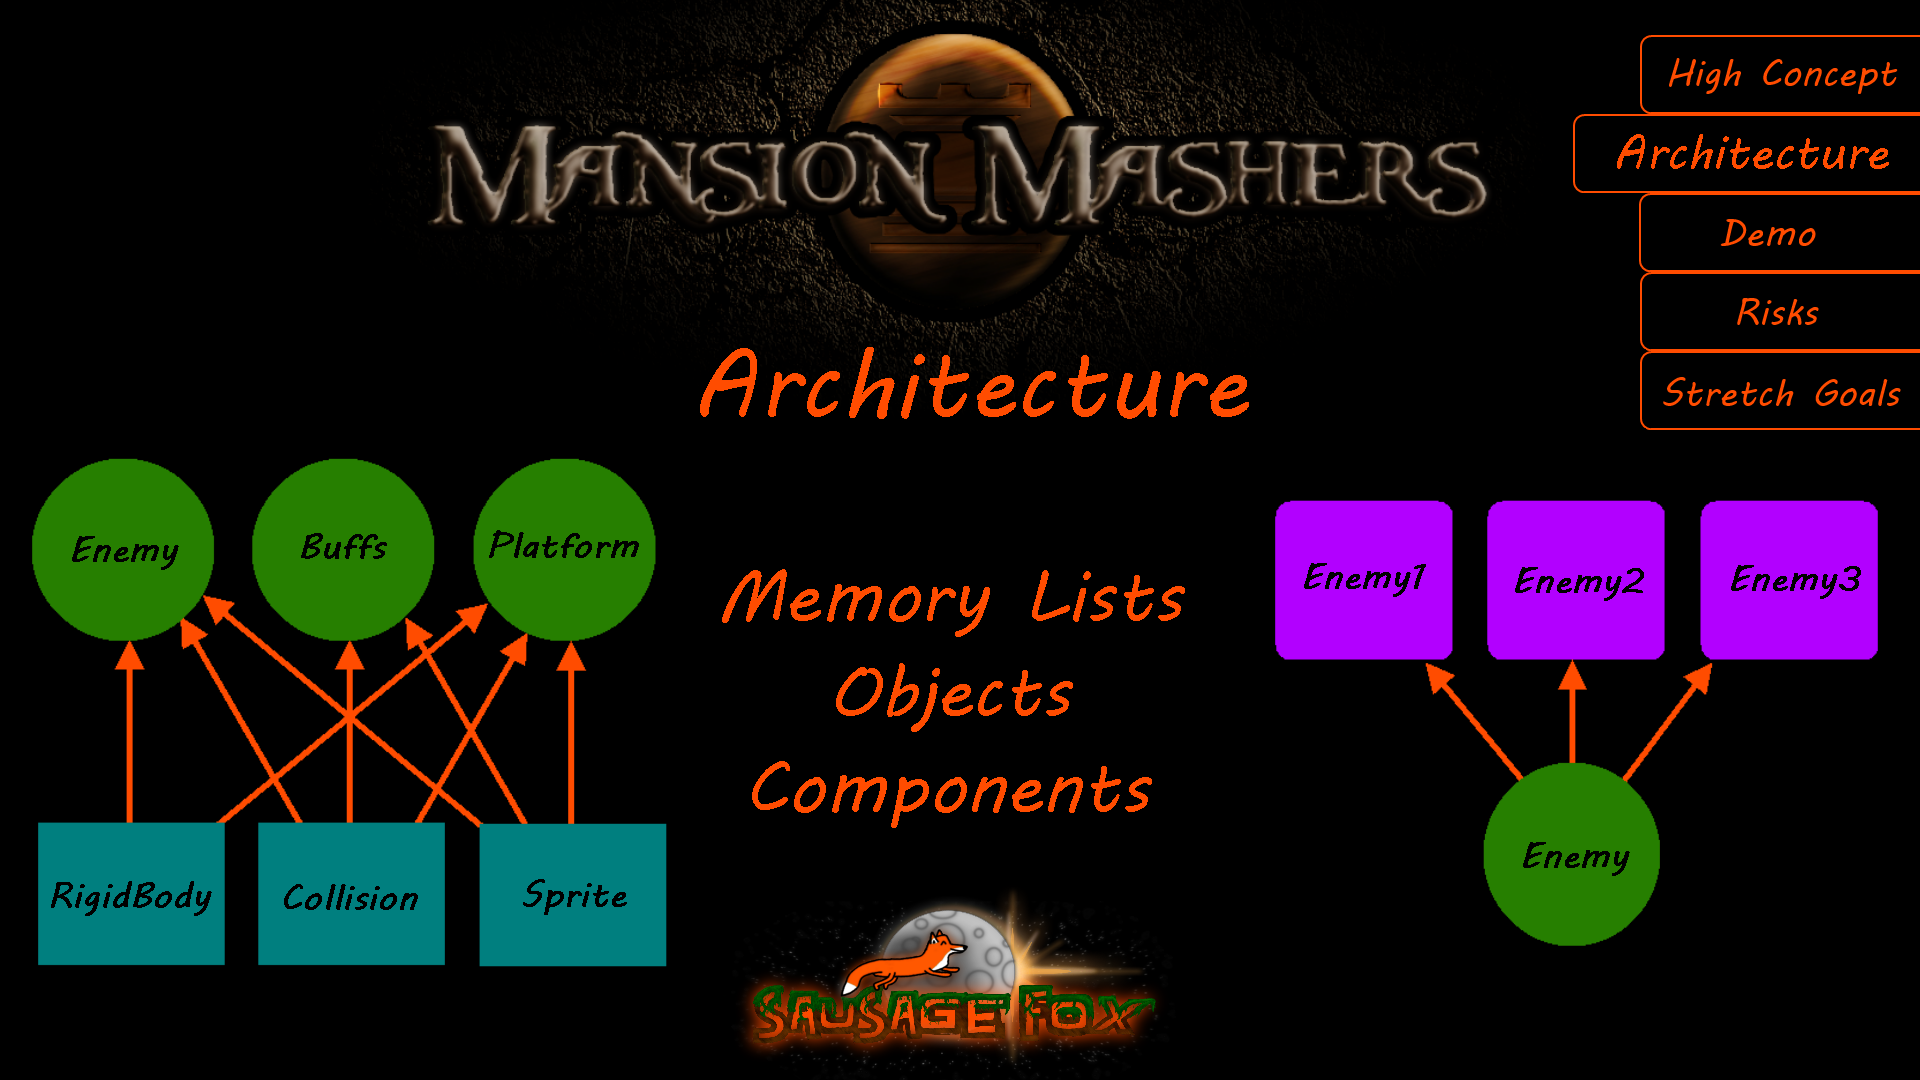 MANSION MASHERS
High Concept
Architecture
Demo
Risks
Stretch Goals
Architecture
Enemy
Buffs
Platform
RigidBody
Collision
Sprite
Memory Lists
Objects
Components
Enemy1
Enemy2
Enemy3
Enemy
SAUSAGE FOX